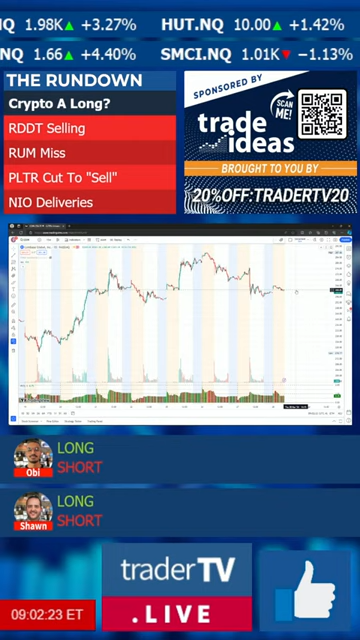 Q 1.98K▲ +3.27% HUT.NQ 10.00▲ +1.42%
NQ 1.66▲ +4.40% SMCI.NQ 1.01K▼ −1.13%
THE RUNDOWN
Crypto A Long?
RDDT Selling
RUM Miss
PLTR Cut To "Sell"
NIO Deliveries
SPONSORED BY
SCAN ME!
trade ideas
BROUGHT TO YOU BY
20%OFF:TRADERTV20
LONG
SHORT
Obi
LONG
SHORT
Shawn
traderTV
.LIVE
09:02:23 ET